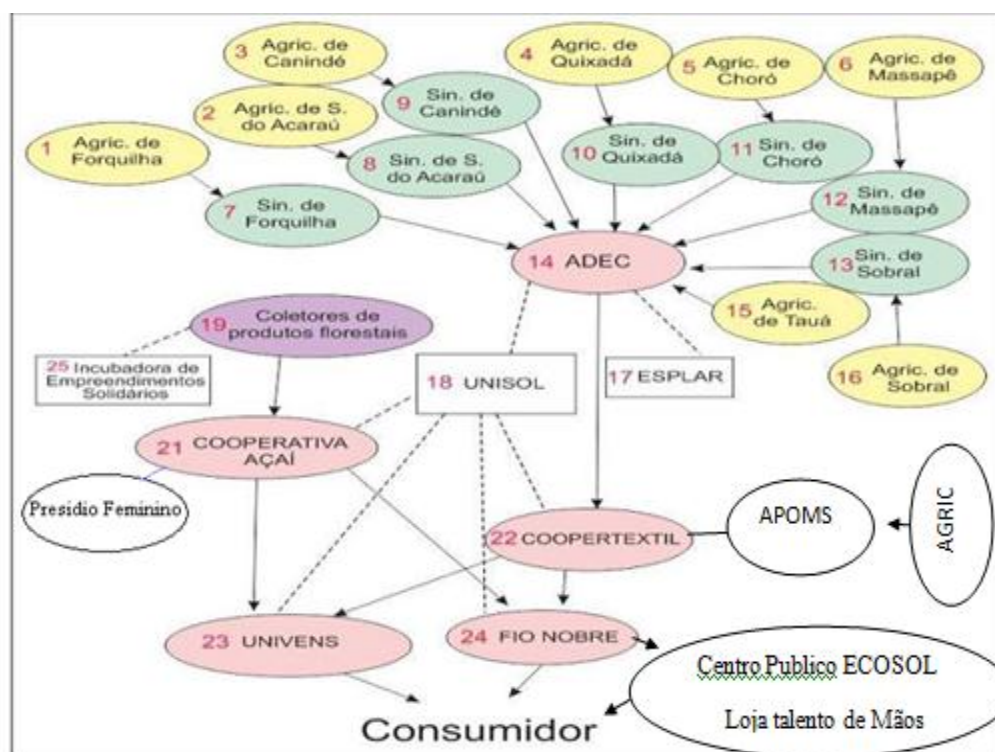 3 Agric. de
Canindé
4 Agric. de
Quixadá
5 Agric. de
Choró
6 Agric. de
Massapê
2 Agric. de S.
do Acaraú
9 Sin. de
Canindé
1 Agric. de
Forquilha
8 Sin. de S.
do Acaraú
10 Sin. de
Quixadá
11 Sin. de
Choró
7 Sin. de
Forquilha
12 Sin. de
Massapê
14 ADEC
13 Sin. de
Sobral
15 Agric.
de Tauá
16 Agric. de
Sobral
19 Coletores de
produtos florestais
25 Incubadora de
Empreendimentos
Solidários
18 UNISOL
17 ESPLAR
21 COOPERATIVA
AÇAÍ
Presidio Feminino
22 COOPERTEXTIL
APOMS
AGRIC
23 UNIVENS
24 FIO NOBRE
Centro Publico ECOSOL
Loja talento de Mãos
Consumidor